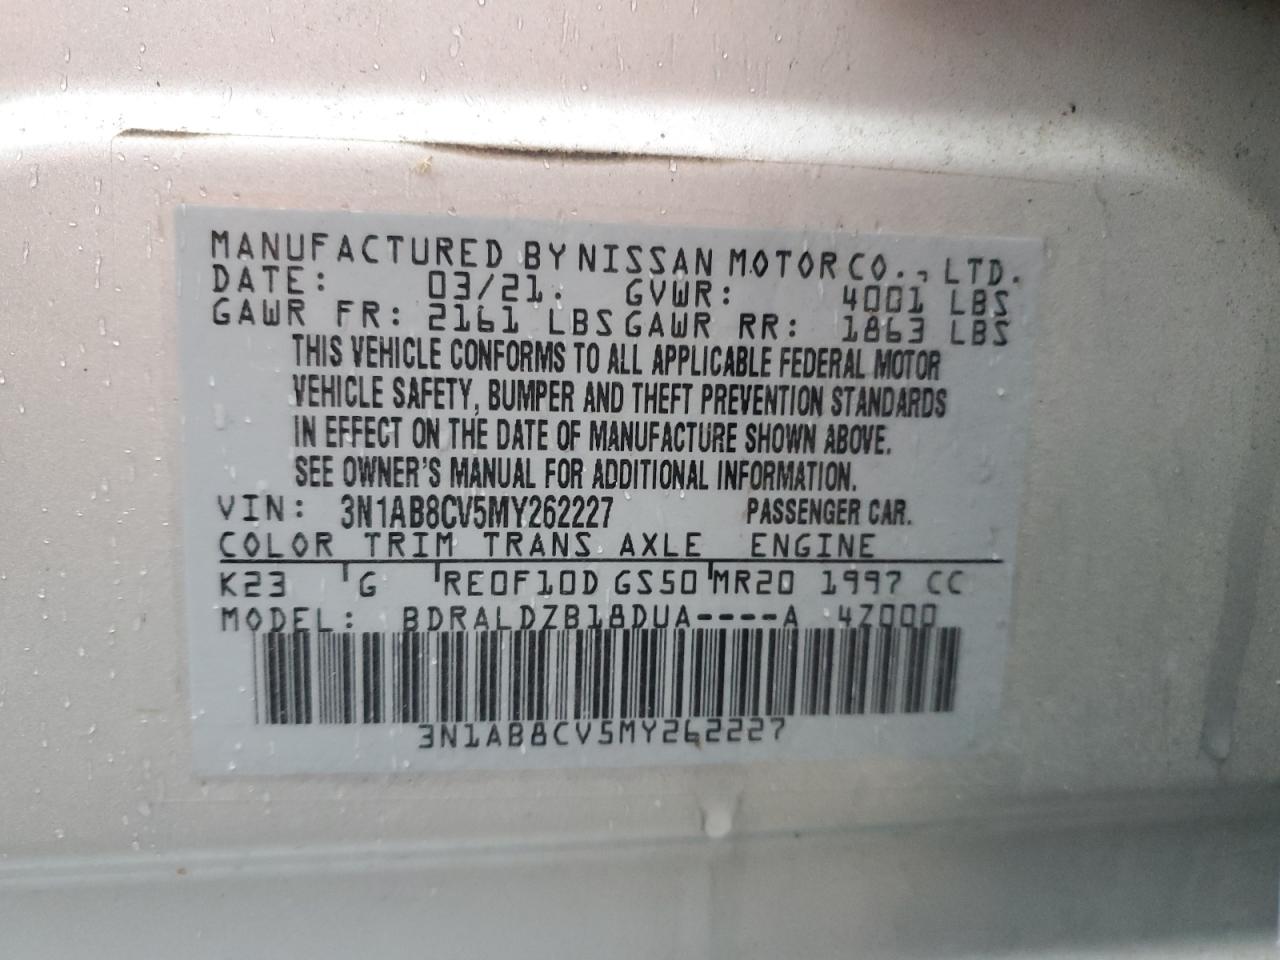 MANUFACTURED BY NISSAN MOTOR CO., LTD.
DATE: 03/21. GVWR: 4001 LBS
GAWR FR: 2161 LBS GAWR RR: 1863 LBS
THIS VEHICLE CONFORMS TO ALL APPLICABLE FEDERAL MOTOR
VEHICLE SAFETY, BUMPER AND THEFT PREVENTION STANDARDS
IN EFFECT ON THE DATE OF MANUFACTURE SHOWN ABOVE.
SEE OWNER'S MANUAL FOR ADDITIONAL INFORMATION.
VIN: 3N1AB8CV5MY262227 PASSENGER CAR.
COLOR TRIM TRANS AXLE ENGINE
K23 G RE0F10D GS50 MR20 1997 CC
MODEL: BDRALDZB18DUA----A 4Z000
3N1AB8CV5MY262227